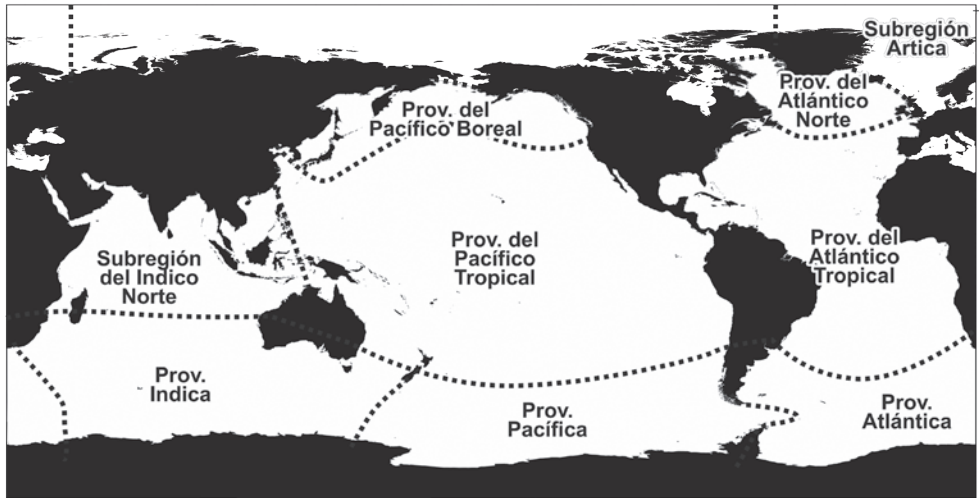 Subregión
Artica
Prov. del
Atlántico
Norte
Prov. del
Pacífico Boreal
Prov. del
Pacífico
Tropical
Prov. del
Atlántico
Tropical
Subregión
del Indico
Norte
Prov.
Indica
Prov.
Pacífica
Prov.
Atlántica